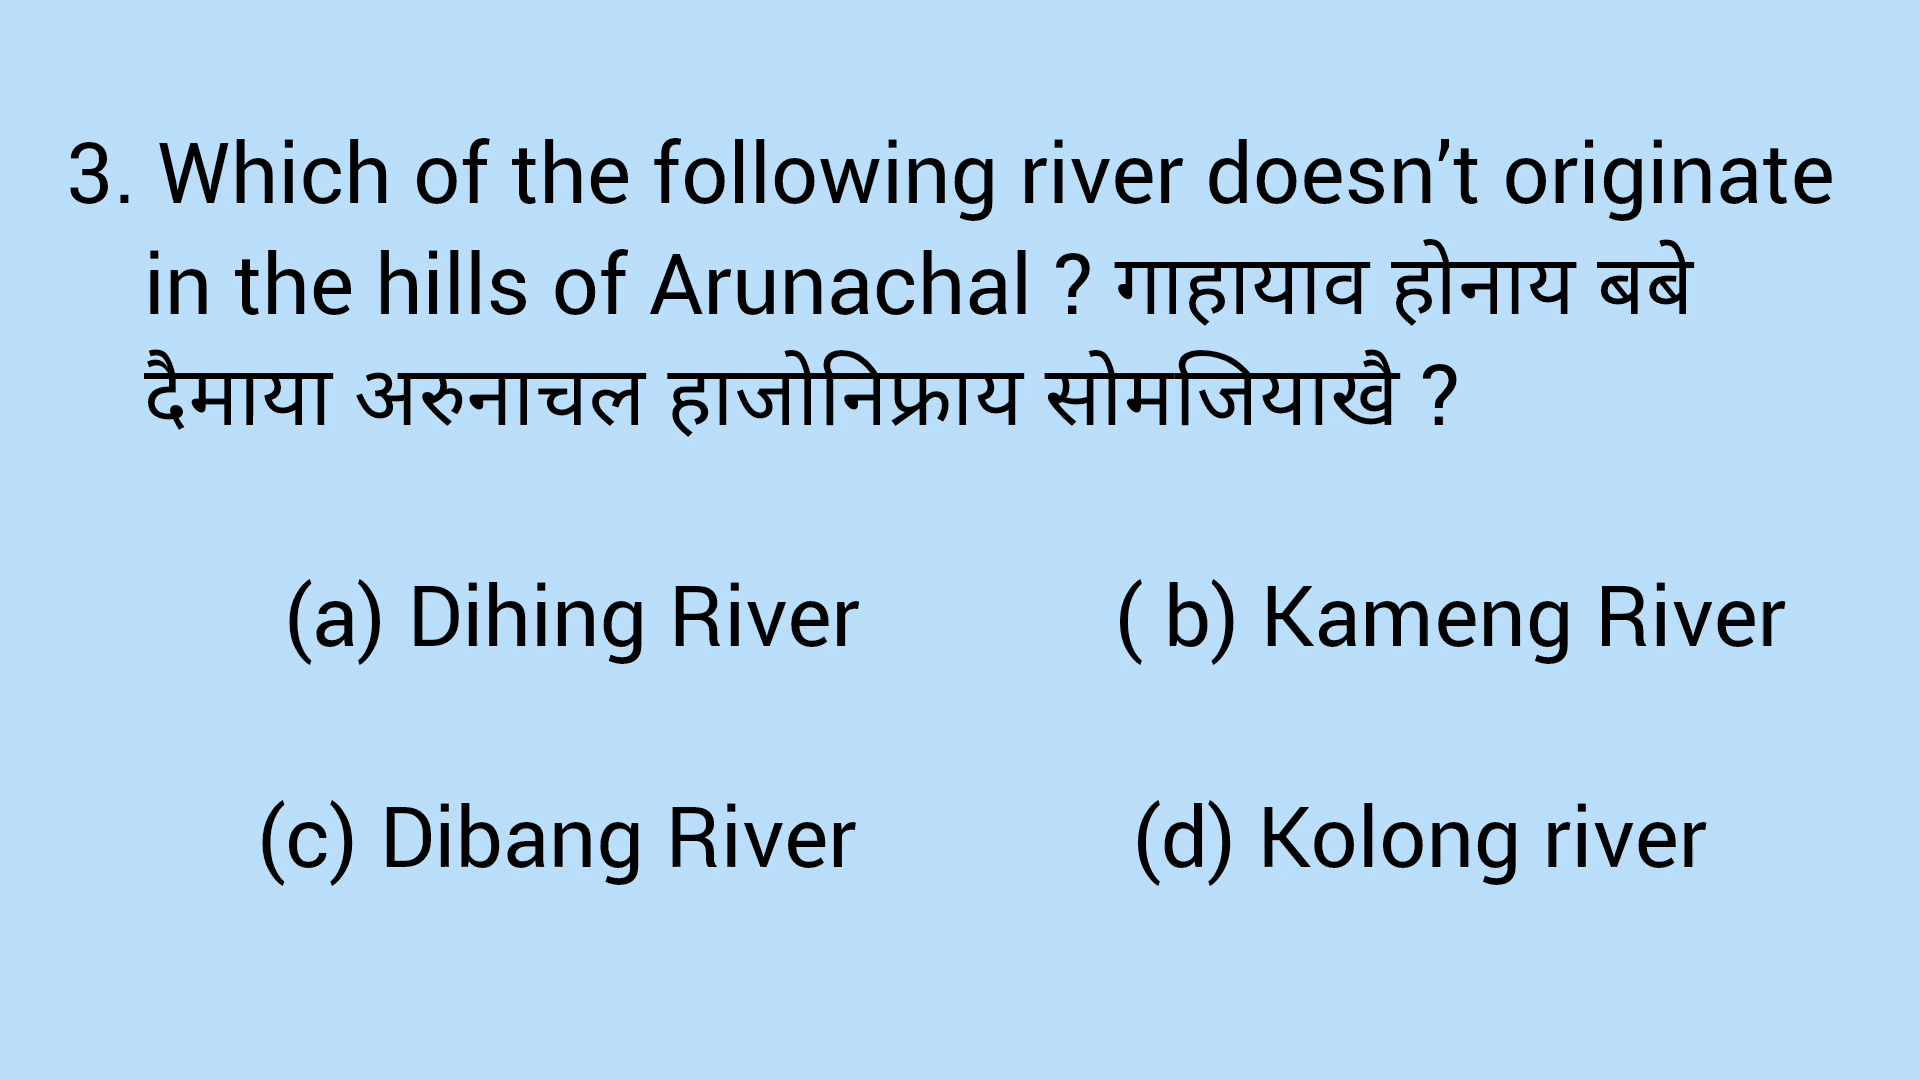 3. Which of the following river doesn’t originate
in the hills of Arunachal ? गाहायाव होनाय बबे
दैमाया अरुनाचल हाजोनिफ्राय सोमजियाखै ?
(a) Dihing River ( b) Kameng River
(c) Dibang River (d) Kolong river